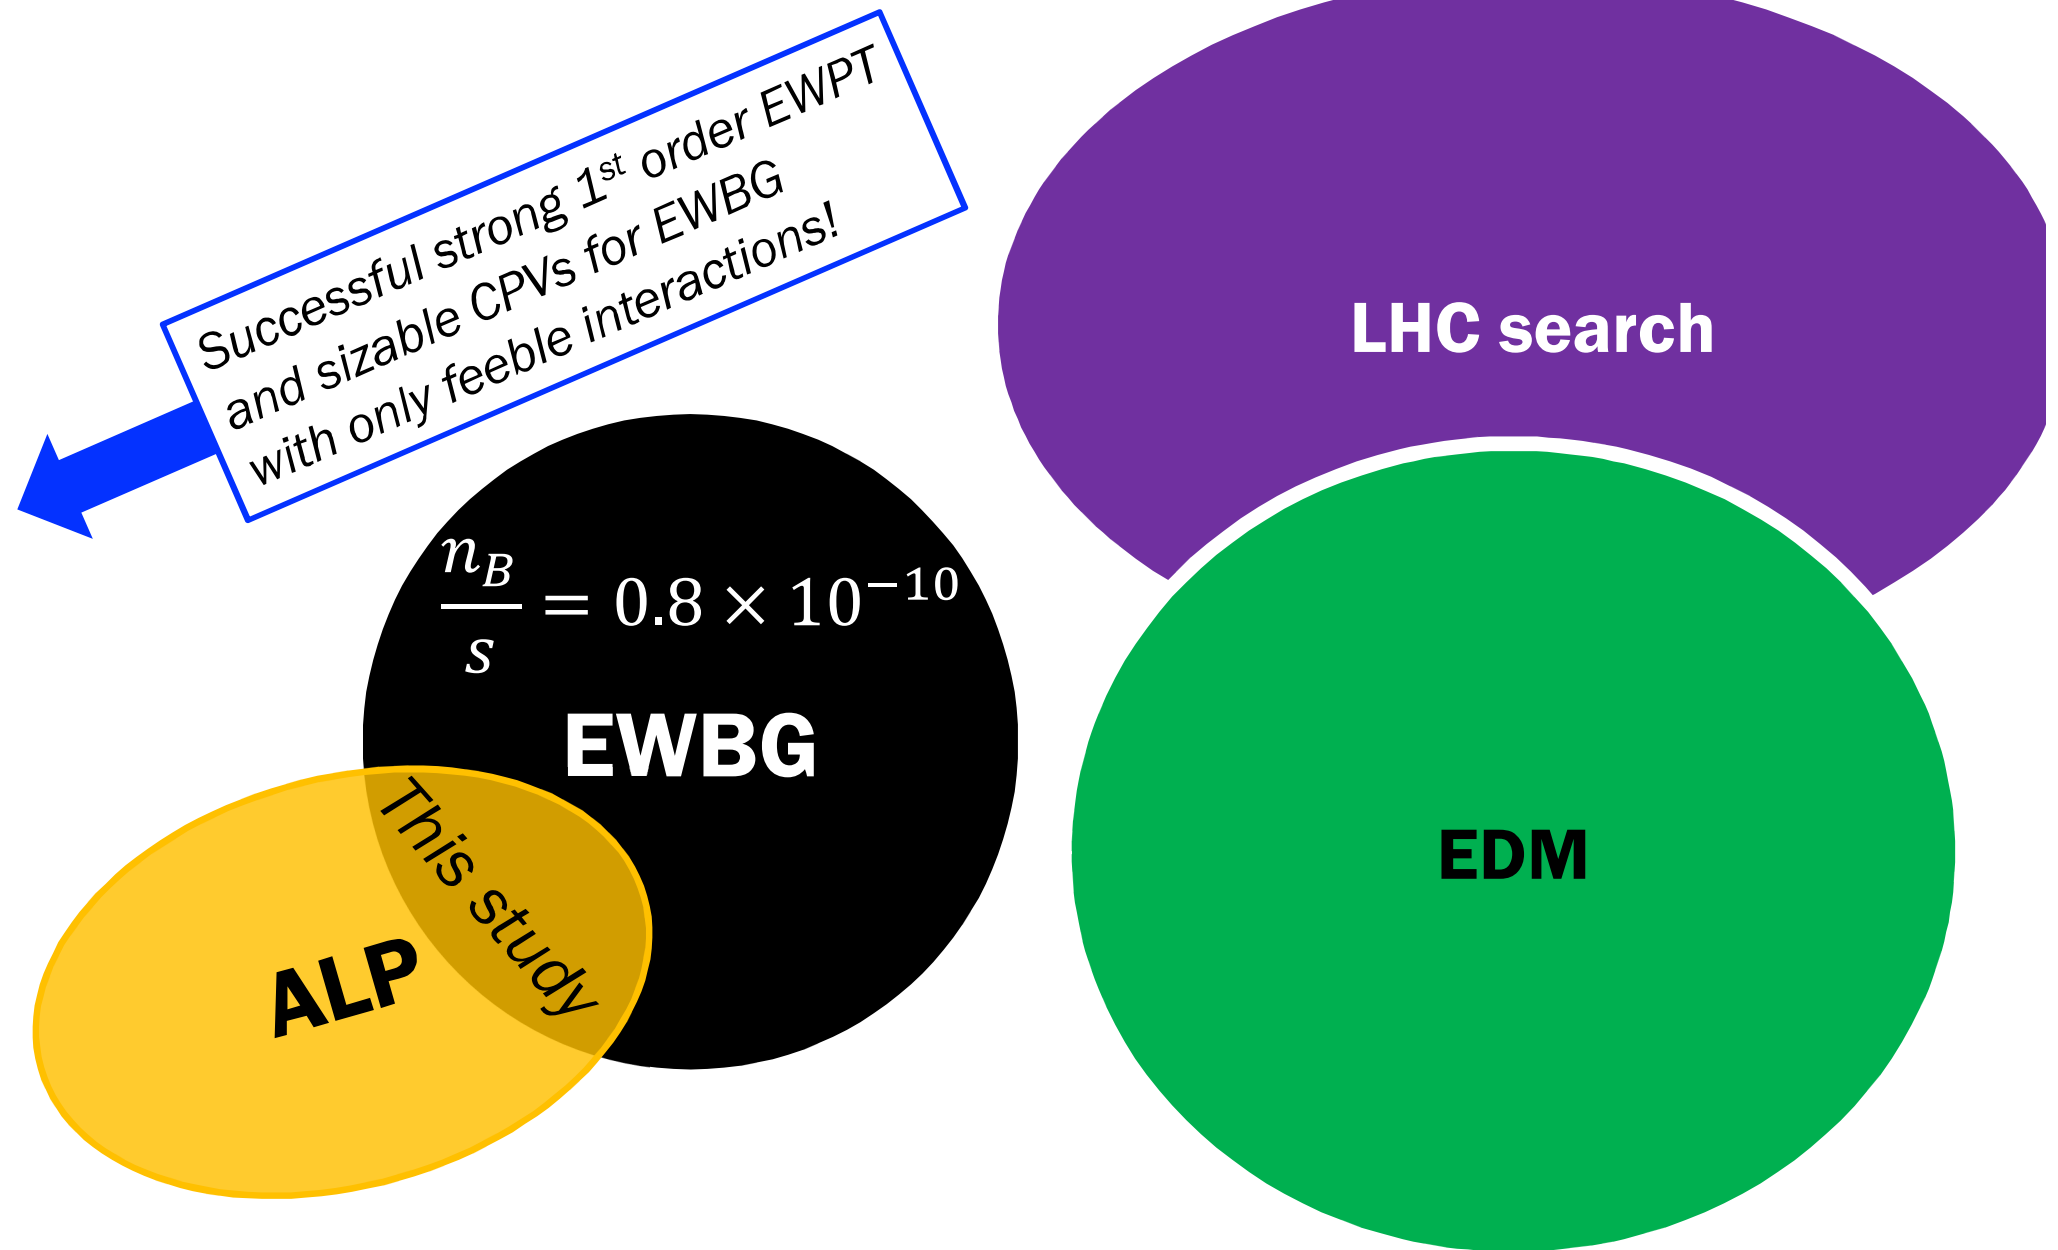 Successful strong 1st order EWPT
and sizable CPVs for EWBG
with only feeble interactions!
LHC search
n_B/s = 0.8 × 10⁻¹⁰
EWBG
This study
ALP
EDM